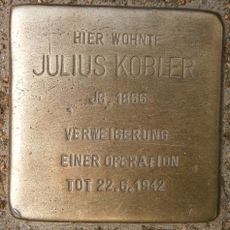 HIER WOHNTE
JULIUS KOBLER
JG. 1866
VERWEIGERUNG
EINER OPERATION
TOT 22.6.1942